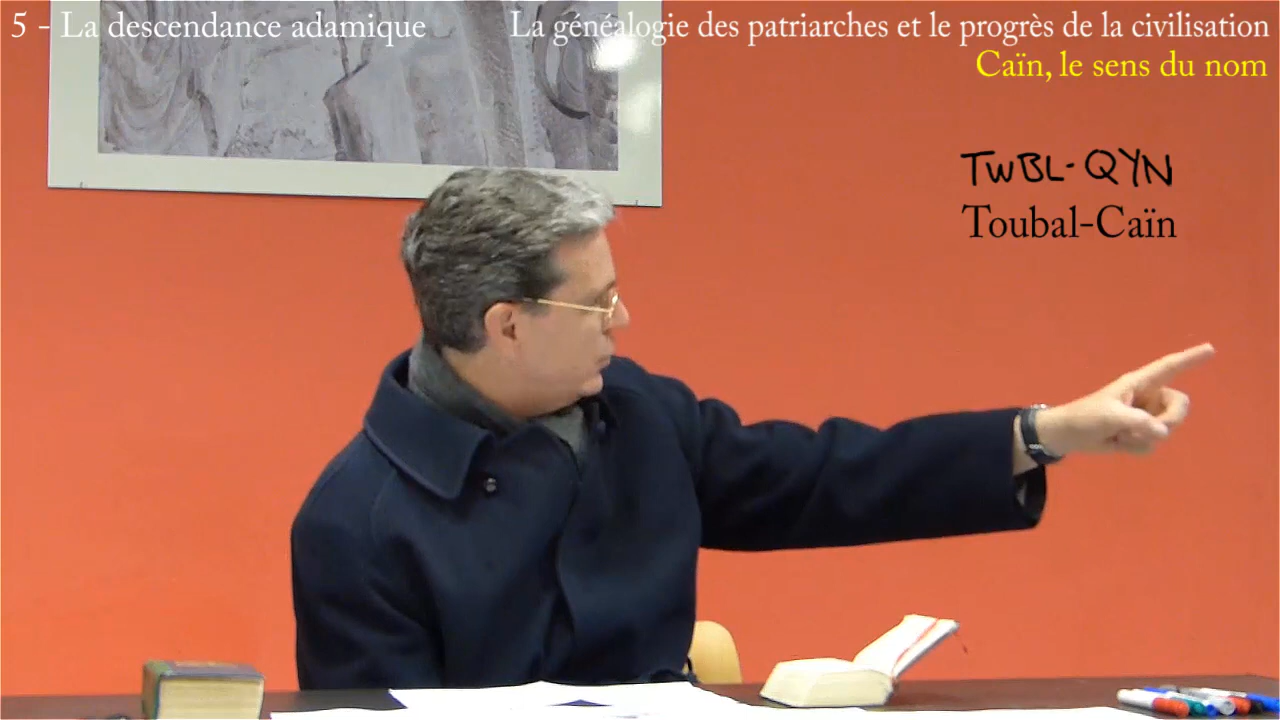 5 - La descendance adamique
La généalogie des patriarches et le progrès de la civilisation
Caïn, le sens du nom
TWBL-QYN
Toubal-Caïn